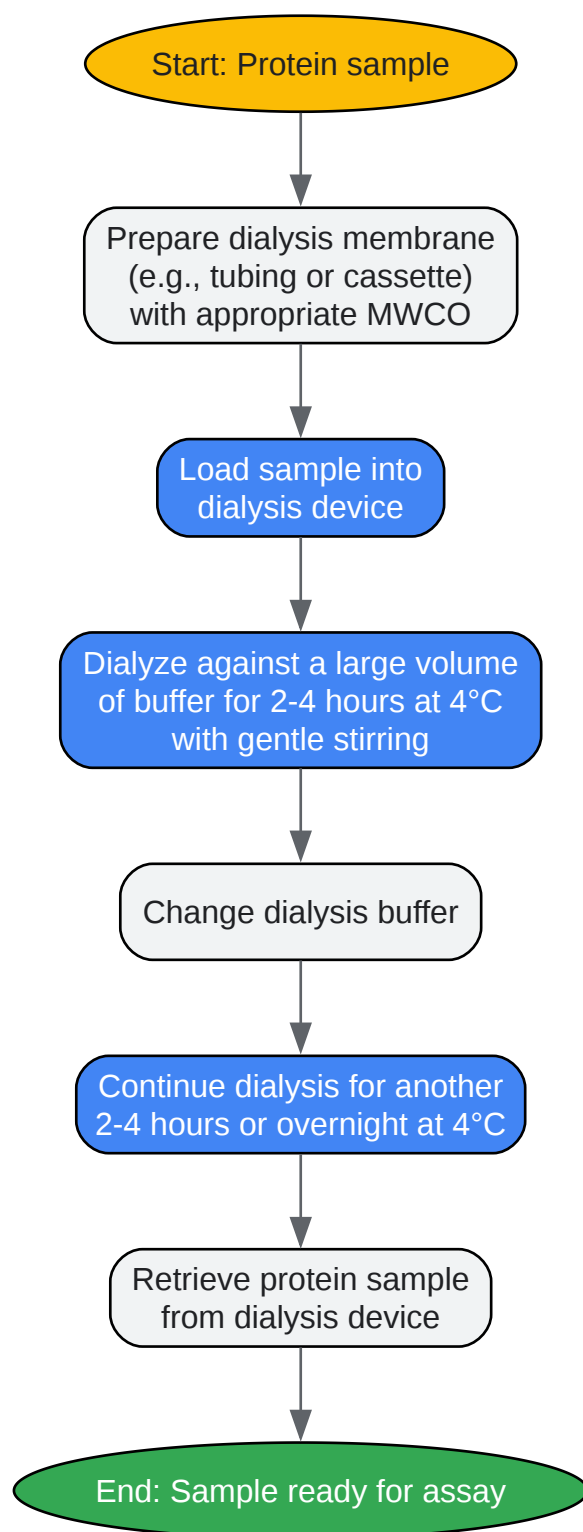 Start: Protein sample
Prepare dialysis membrane
(e.g., tubing or cassette)
with appropriate MWCO
Load sample into
dialysis device
Dialyze against a large volume
of buffer for 2-4 hours at 4°C
with gentle stirring
Change dialysis buffer
Continue dialysis for another
2-4 hours or overnight at 4°C
Retrieve protein sample
from dialysis device
End: Sample ready for assay